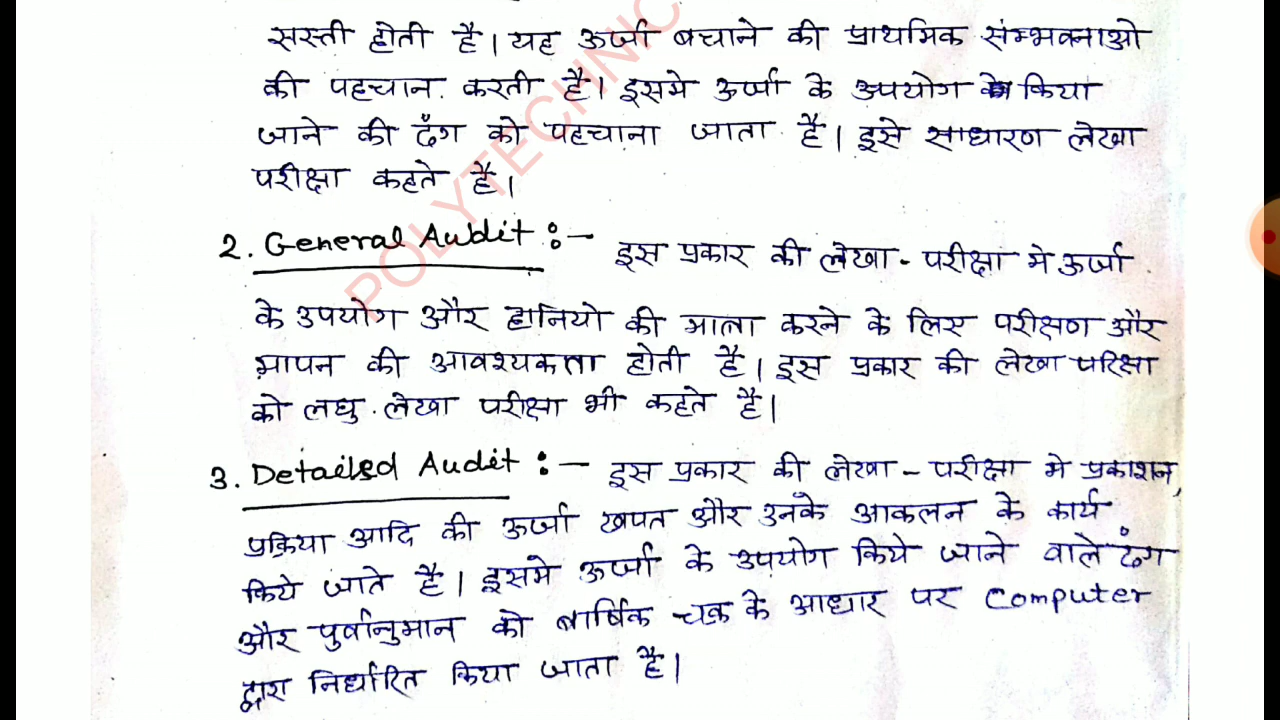 सस्ती होती है। यह ऊर्जा बचाने की प्राथमिक संम्भवनाओ
की पहचान. करती है। इसमे ऊर्जा के उपयोग के किया
जाने की ढँग को पहचाना जाता है। इसे साधारण लेखा
परीक्षा कहते है।
2. General Audit :- इस प्रकार की लेखा - परीक्षा मे ऊर्जा
के उपयोग और हानियो की मात्रा करने के लिए परीक्षण और
मापन की आवश्यकता होती है। इस प्रकार की लेखा परिक्षा
को लघु लेखा परीक्षा भी कहते है।
3. Detailed Audit :- इस प्रकार की लेखा - परीक्षा मे प्रकाशन,
प्रक्रिया आदि की ऊर्जा खपत और उनके आकलन के कार्य
किये जाते है। इसमे ऊर्जा के उपयोग किये जाने वाले ढंग
और पुर्वानुमान को बार्षिक चक्र के आधार पर Computer
द्वारा निर्धारित किया जाता है।
POLYTECHNIC